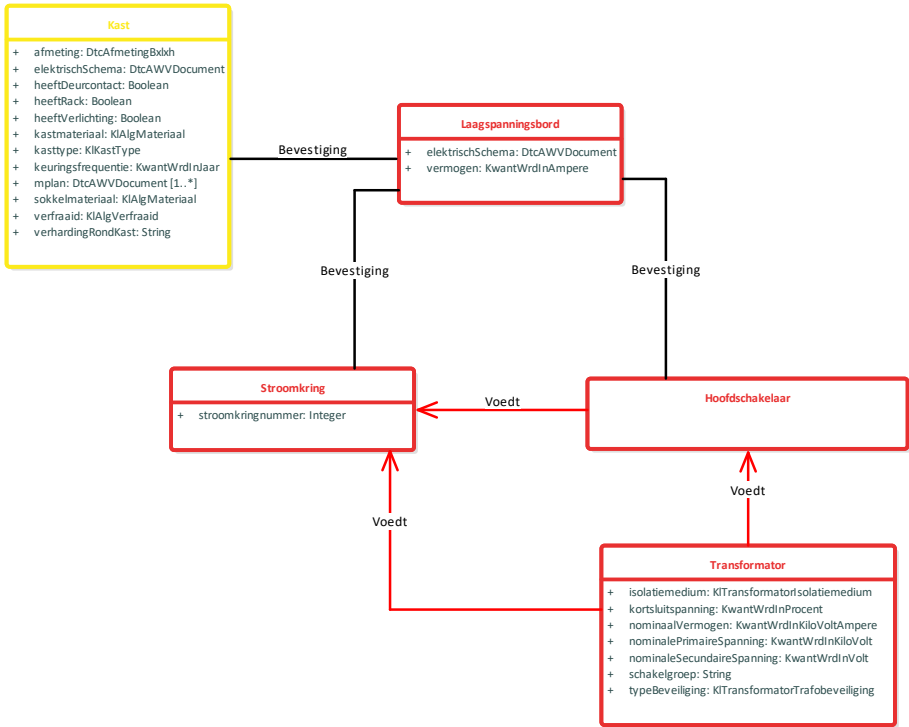 Kast
+ afmeting: DtcAfmetingBxlxh
+ elektrischSchema: DtcAWVDocument
+ heeftDeurcontact: Boolean
+ heeftRack: Boolean
+ heeftVerlichting: Boolean
+ kastmateriaal: KlAlgMateriaal
+ kasttype: KlKastType
+ keuringsfrequentie: KwantWrdInJaar
+ mplan: DtcAWVDocument [1..*]
+ sokkelmateriaal: KlAlgMateriaal
+ verfraaid: KlAlgVerfraaid
+ verhardingRondKast: String
Bevestiging
Laagspanningsbord
+ elektrischSchema: DtcAWVDocument
+ vermogen: KwantWrdInAmpere
Bevestiging
Bevestiging
Stroomkring
+ stroomkringnummer: Integer
Voedt
Hoofdschakelaar
Voedt
Voedt
Transformator
+ isolatiemedium: KlTransformatorIsolatiemedium
+ kortsluitspanning: KwantWrdInProcent
+ nominaalVermogen: KwantWrdInKiloVoltAmpere
+ nominalePrimaireSpanning: KwantWrdInKiloVolt
+ nominaleSecundaireSpanning: KwantWrdInVolt
+ schakelgroep: String
+ typeBeveiliging: KlTransformatorTrafobeveiliging